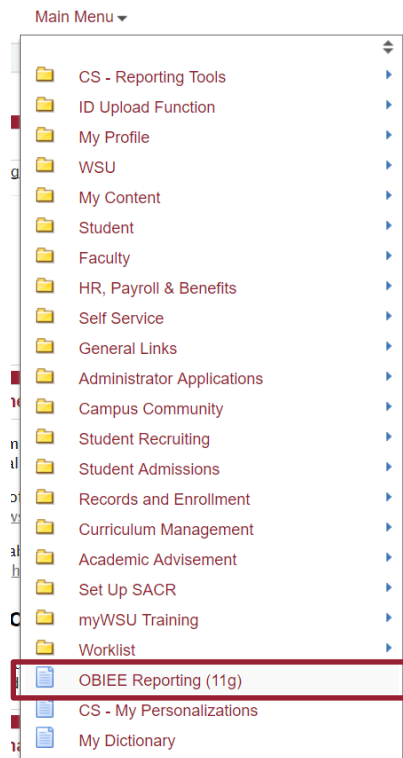 Main Menu
CS - Reporting Tools
ID Upload Function
My Profile
WSU
My Content
Student
Faculty
HR, Payroll & Benefits
Self Service
General Links
Administrator Applications
Campus Community
Student Recruiting
Student Admissions
Records and Enrollment
Curriculum Management
Academic Advisement
Set Up SACR
myWSU Training
Worklist
OBIEE Reporting (11g)
CS - My Personalizations
My Dictionary